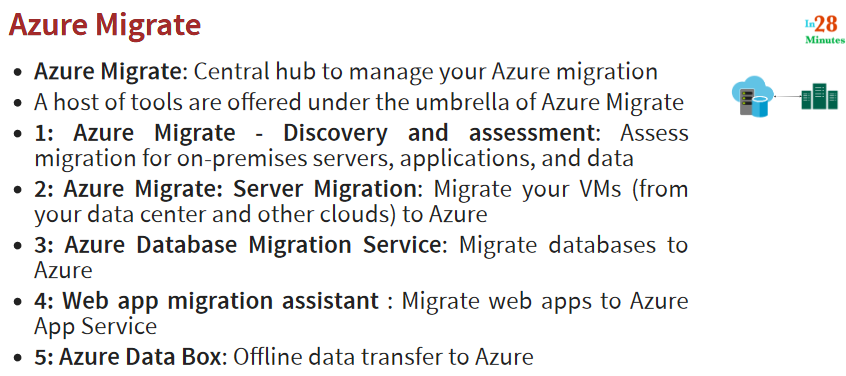 Azure Migrate
In28
Minutes
• Azure Migrate: Central hub to manage your Azure migration
• A host of tools are offered under the umbrella of Azure Migrate
• 1: Azure Migrate - Discovery and assessment: Assess
migration for on-premises servers, applications, and data
• 2: Azure Migrate: Server Migration: Migrate your VMs (from
your data center and other clouds) to Azure
• 3: Azure Database Migration Service: Migrate databases to
Azure
• 4: Web app migration assistant : Migrate web apps to Azure
App Service
• 5: Azure Data Box: Offline data transfer to Azure